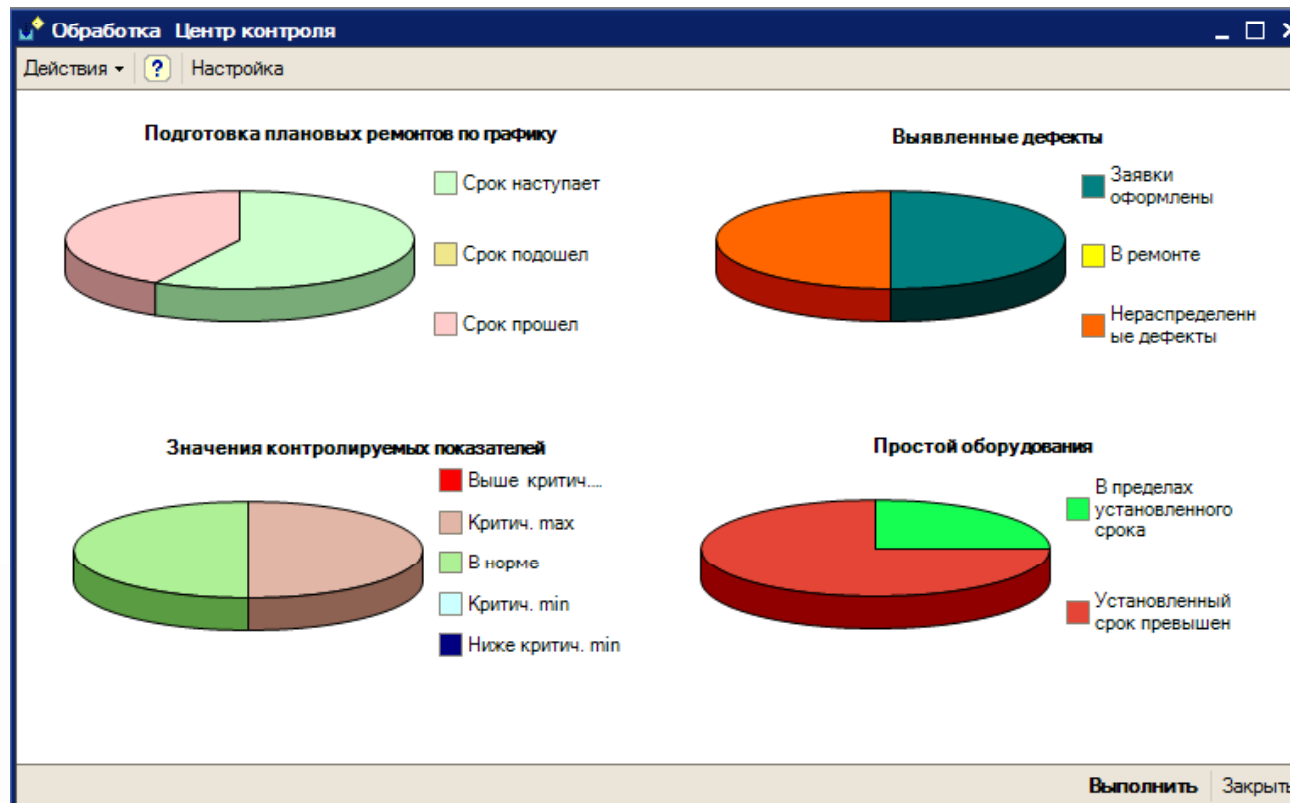 Обработка Центр контроля
Действия
?
Настройка
Подготовка плановых ремонтов по графику
Срок наступает
Срок подошел
Срок прошел
Выявленные дефекты
Заявки
оформлены
В ремонте
Нераспределенн
ые дефекты
Значения контролируемых показателей
Выше критич....
Критич. max
В норме
Критич. min
Ниже критич. min
Простой оборудования
В пределах
установленного
срока
Установленный
срок превышен
Выполнить
Закрыть